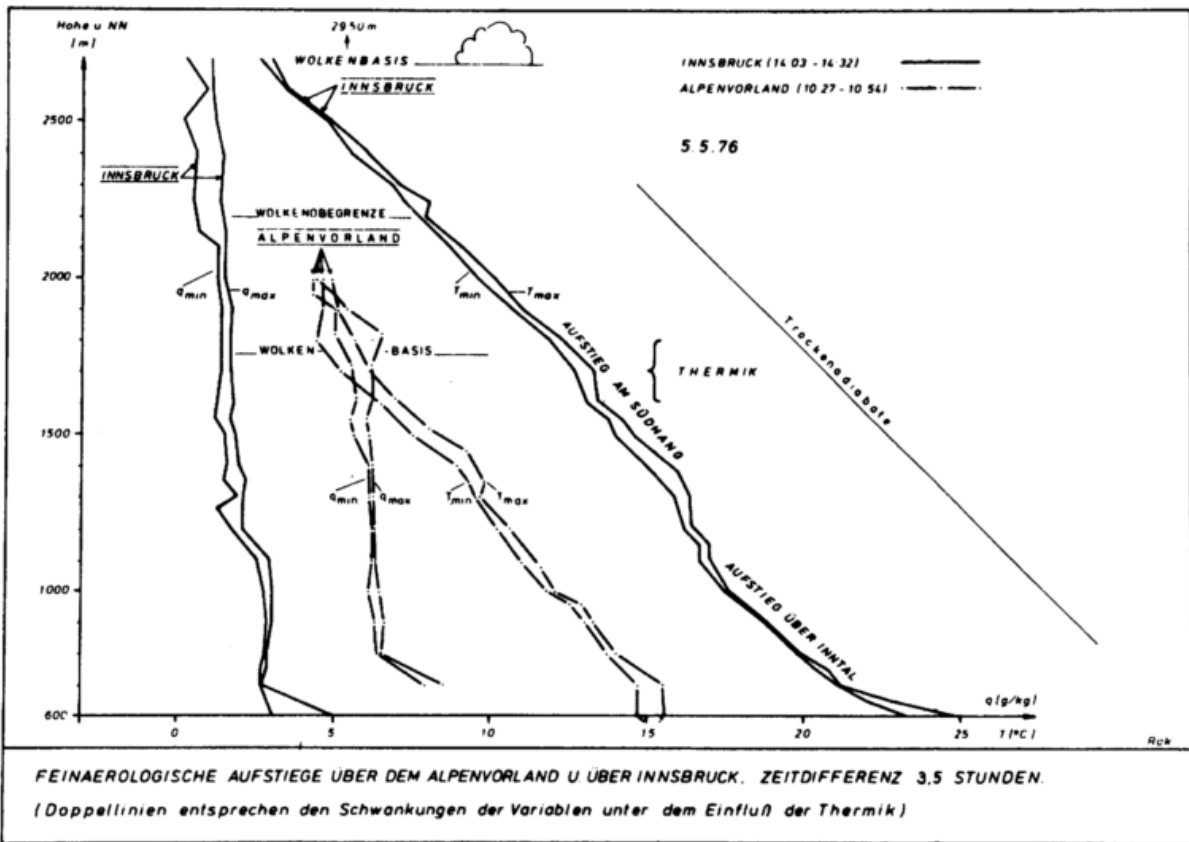 Höhe ü NN
[m]
2950 m
WOLKENBASIS
INNSBRUCK
INNSBRUCK (14 03 - 14 32)
ALPENVORLAND (10 27 - 10 54)
5.5.76
2500
INNSBRUCK
WOLKENOBEGRENZE
ALPENVORLAND
2000
q min
q max
T min
T max
WOLKEN - BASIS
AUFSTIEG AM SÜDHANG
THERMIK
Trockenadiabate
1500
q min
q max
T min
T max
1000
AUFSTIEG ÜBER INNTAL
600
q [g/kg]
0 5 10 15 20 25 T [°C]
Rck
FEINAEROLOGISCHE AUFSTIEGE ÜBER DEM ALPENVORLAND U. ÜBER INNSBRUCK. ZEITDIFFERENZ 3,5 STUNDEN.
(Doppellinien entsprechen den Schwankungen der Variablen unter dem Einfluß der Thermik)